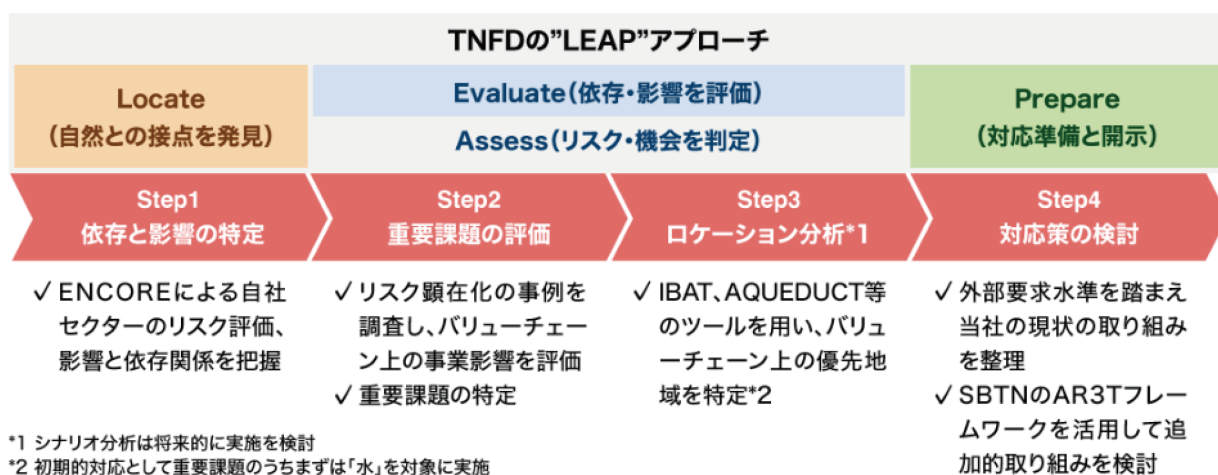 TNFDの”LEAP”アプローチ
Locate
(自然との接点を発見)
Evaluate(依存・影響を評価)
Assess(リスク・機会を判定)
Prepare
(対応準備と開示)
Step1
依存と影響の特定
Step2
重要課題の評価
Step3
ロケーション分析*1
Step4
対応策の検討
✓ ENCOREによる自社
セクターのリスク評価、
影響と依存関係を把握
✓ リスク顕在化の事例を
調査し、バリューチェー
ン上の事業影響を評価
✓ 重要課題の特定
✓ IBAT、AQUEDUCT等
のツールを用い、バリュ
ーチェーン上の優先地
域を特定*2
✓ 外部要求水準を踏まえ
当社の現状の取り組み
を整理
✓ SBTNのAR3Tフレー
ムワークを活用して追
加的取り組みを検討
*1 シナリオ分析は将来的に実施を検討
*2 初期的対応として重要課題のうちまずは「水」を対象に実施